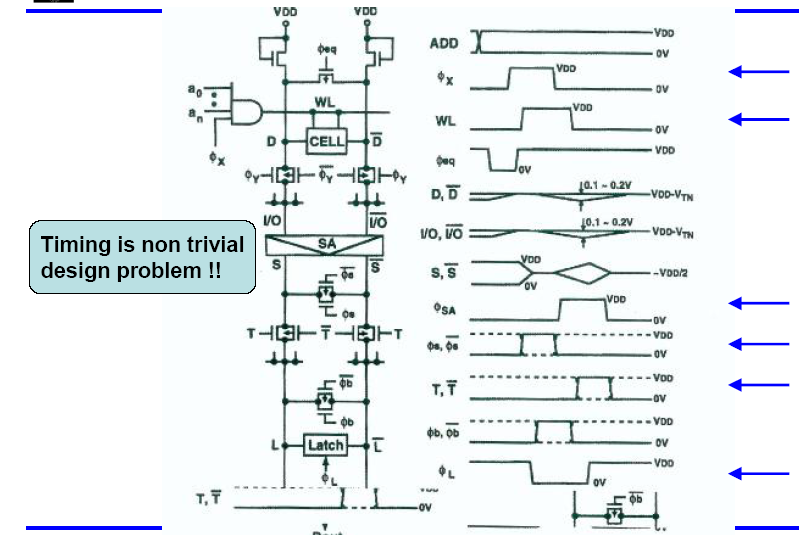 VDD VDD
ϕeq
a0
an
WL
ϕX
D CELL D̅
ϕY ϕ̅Y ϕY
I/O I̅/̅O̅
SA
S S̅
ϕ̅s
ϕs
T T̅ T
ϕ̅b
ϕb
L Latch L̅
ϕL
T, T̅ 0V
Timing is non trivial
design problem !!
ADD VDD
0V
ϕX VDD
0V
WL VDD
0V
ϕeq VDD
0V
D, D̅ 0.1 ~ 0.2V VDD-VTN
I/O, I̅/̅O̅ 0.1 ~ 0.2V VDD-VTN
S, S̅ VDD ~VDD/2
0V
ϕSA VDD
0V
ϕs, ϕ̅s VDD
0V
T, T̅ VDD
0V
ϕb, ϕ̅b VDD
0V
ϕL VDD
0V
ϕ̅b